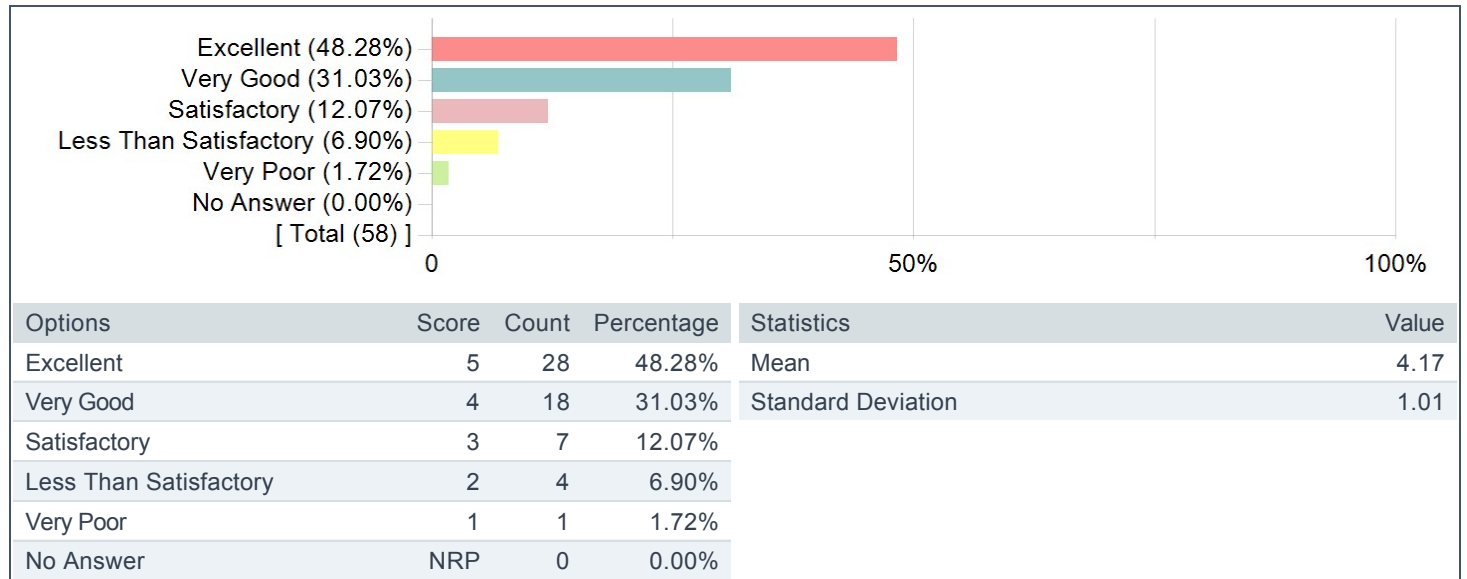 Excellent (48.28%)
Very Good (31.03%)
Satisfactory (12.07%)
Less Than Satisfactory (6.90%)
Very Poor (1.72%)
No Answer (0.00%)
[ Total (58) ]
0 50% 100%
Options Score Count Percentage
Excellent 5 28 48.28%
Very Good 4 18 31.03%
Satisfactory 3 7 12.07%
Less Than Satisfactory 2 4 6.90%
Very Poor 1 1 1.72%
No Answer NRP 0 0.00%
Statistics Value
Mean 4.17
Standard Deviation 1.01